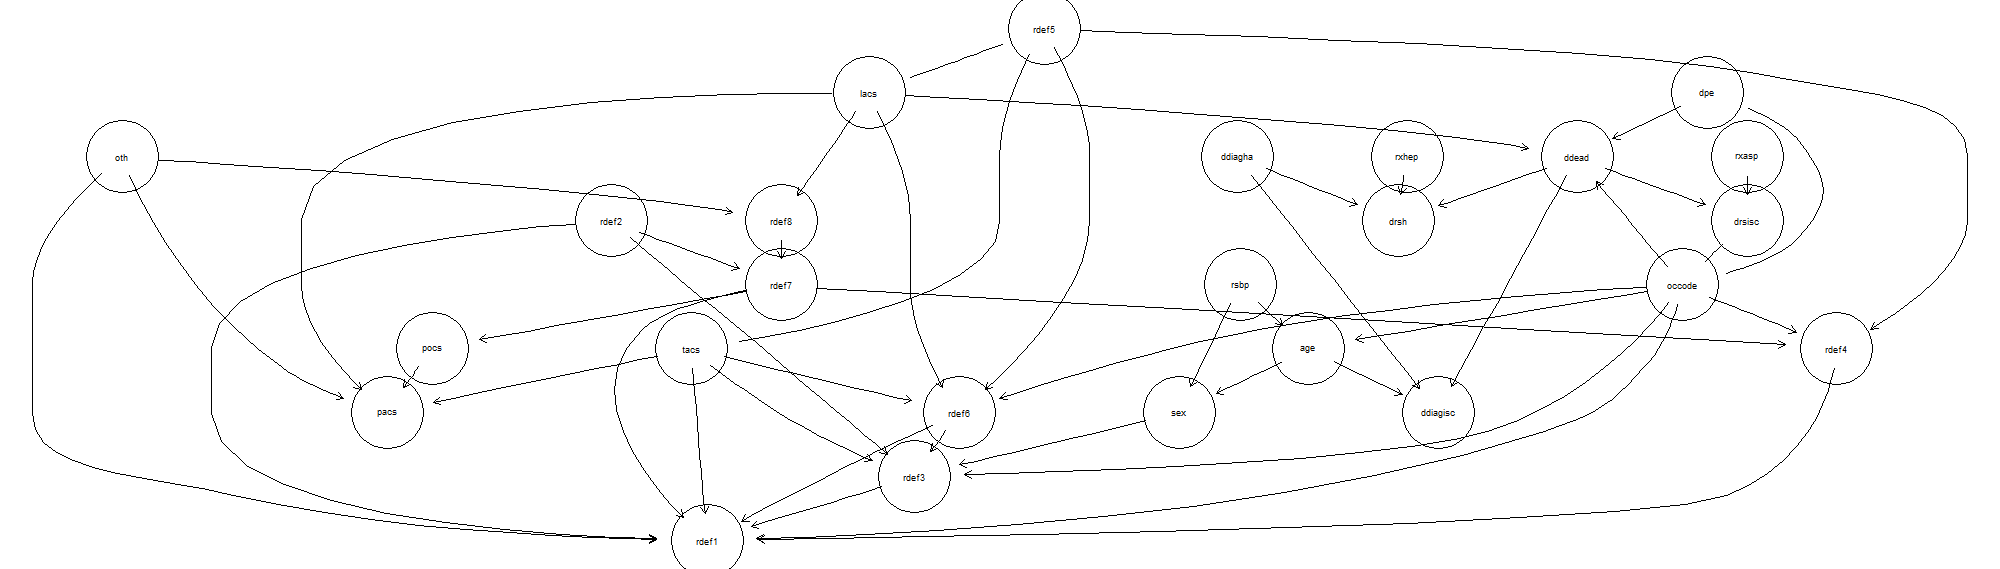 rdef5
lacs
dpe
oth
ddiagha
rxhep
ddead
rxasp
rdef2
rdef8
drsh
drsisc
rdef7
rsbp
occode
pocs
tacs
age
rdef4
pacs
rdef6
sex
ddiagisc
rdef3
rdef1